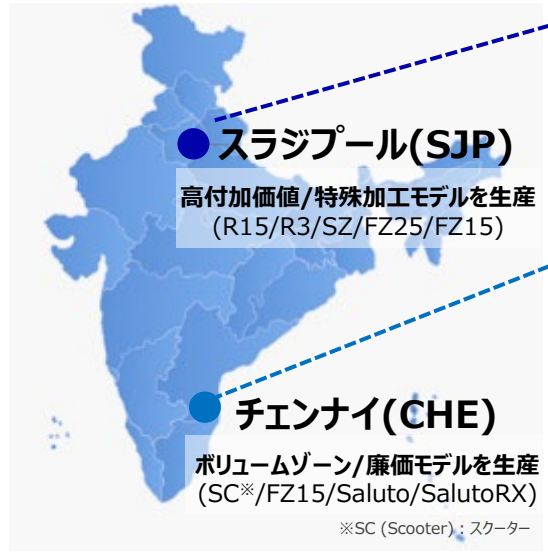 スラジプール(SJP)
高付加価値/特殊加工モデルを生産
(R15/R3/SZ/FZ25/FZ15)
チェンナイ(CHE)
ボリュームゾーン/廉価モデルを生産
(SC※/FZ15/Saluto/SalutoRX)
※SC (Scooter)：スクーター